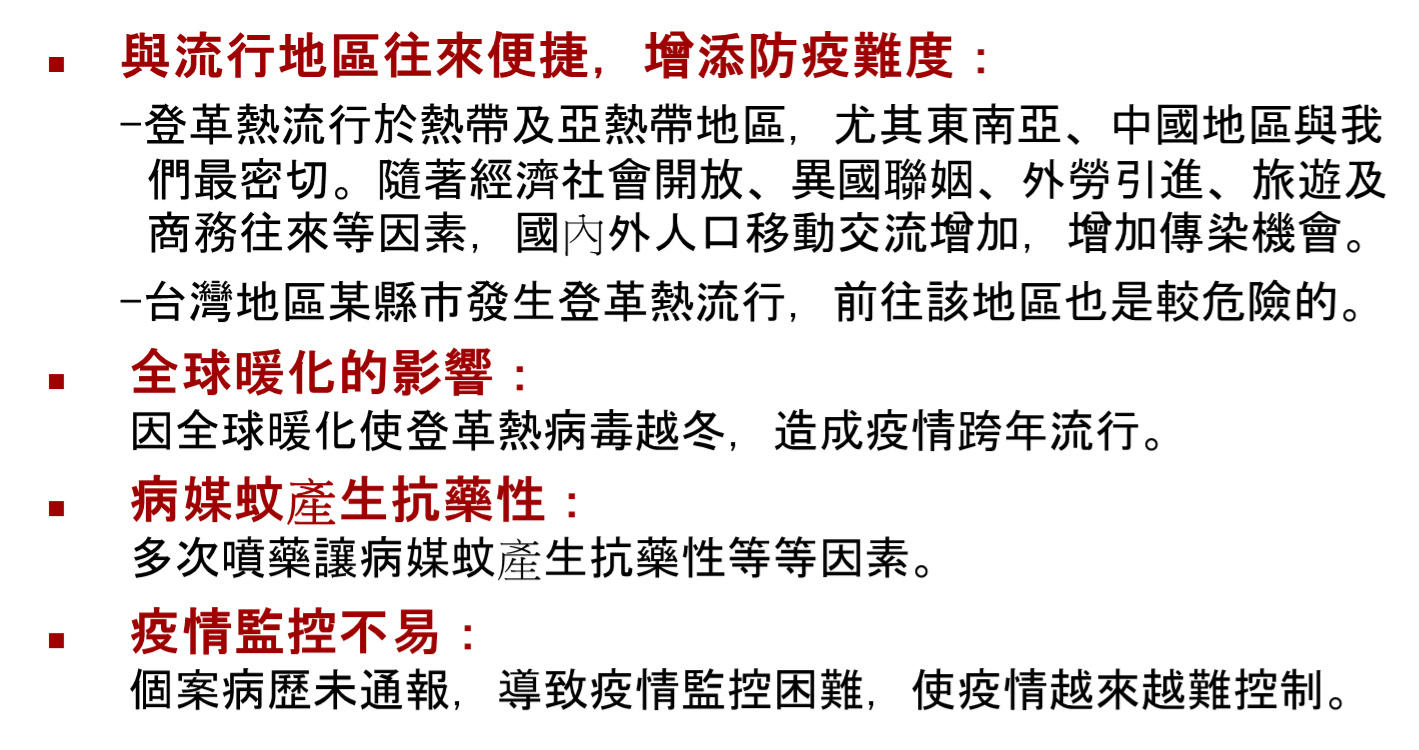 ▪ 與流行地區往來便捷，增添防疫難度：
–登革熱流行於熱帶及亞熱帶地區，尤其東南亞、中國地區與我
們最密切。隨著經濟社會開放、異國聯姻、外勞引進、旅遊及
商務往來等因素，國內外人口移動交流增加，增加傳染機會。
–台灣地區某縣市發生登革熱流行，前往該地區也是較危險的。
▪ 全球暖化的影響：
因全球暖化使登革熱病毒越冬，造成疫情跨年流行。
▪ 病媒蚊產生抗藥性：
多次噴藥讓病媒蚊產生抗藥性等等因素。
▪ 疫情監控不易：
個案病歷未通報，導致疫情監控困難，使疫情越來越難控制。